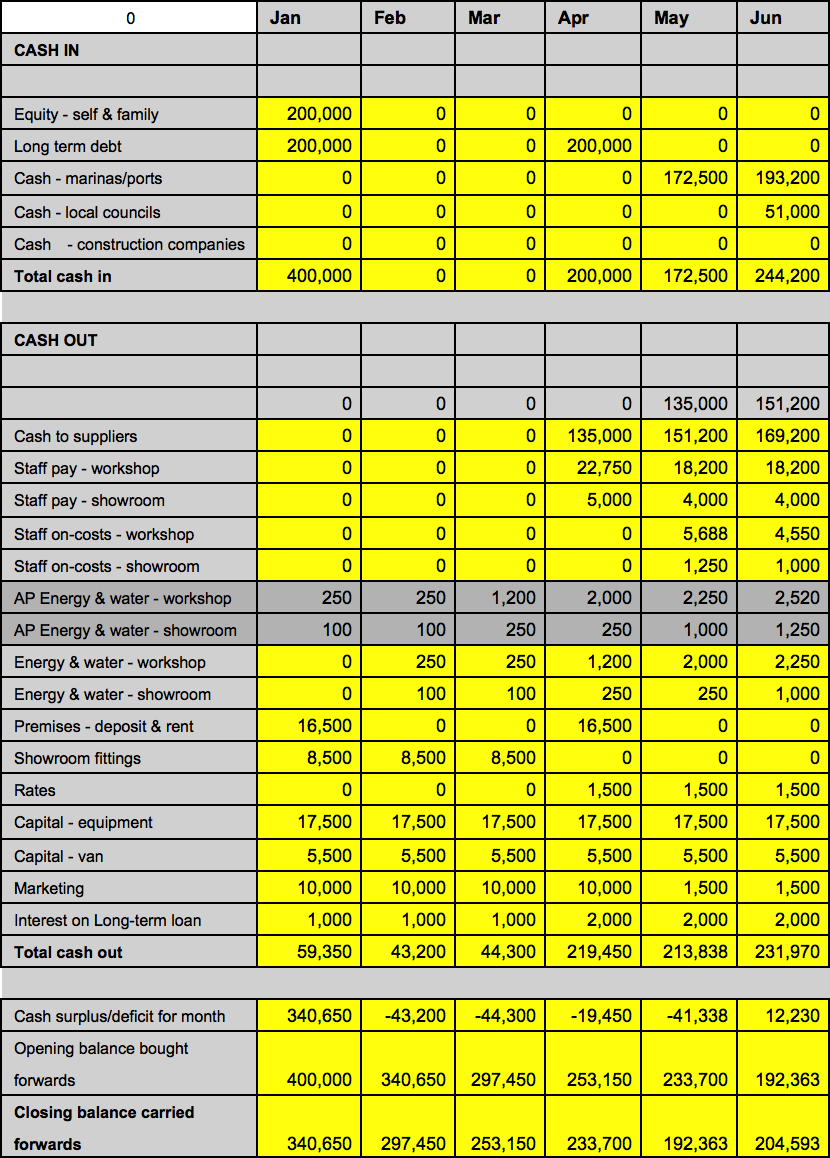 0 Jan Feb Mar Apr May Jun
CASH IN
Equity - self & family 200,000 0 0 0 0 0
Long term debt 200,000 0 0 200,000 0 0
Cash - marinas/ports 0 0 0 0 172,500 193,200
Cash - local councils 0 0 0 0 0 51,000
Cash - construction companies 0 0 0 0 0 0
Total cash in 400,000 0 0 200,000 172,500 244,200
CASH OUT
0 0 0 0 135,000 151,200
Cash to suppliers 0 0 0 135,000 151,200 169,200
Staff pay - workshop 0 0 0 22,750 18,200 18,200
Staff pay - showroom 0 0 0 5,000 4,000 4,000
Staff on-costs - workshop 0 0 0 0 5,688 4,550
Staff on-costs - showroom 0 0 0 0 1,250 1,000
AP Energy & water - workshop 250 250 1,200 2,000 2,250 2,520
AP Energy & water - showroom 100 100 250 250 1,000 1,250
Energy & water - workshop 0 250 250 1,200 2,000 2,250
Energy & water - showroom 0 100 100 250 250 1,000
Premises - deposit & rent 16,500 0 0 16,500 0 0
Showroom fittings 8,500 8,500 8,500 0 0 0
Rates 0 0 0 1,500 1,500 1,500
Capital - equipment 17,500 17,500 17,500 17,500 17,500 17,500
Capital - van 5,500 5,500 5,500 5,500 5,500 5,500
Marketing 10,000 10,000 10,000 10,000 1,500 1,500
Interest on Long-term loan 1,000 1,000 1,000 2,000 2,000 2,000
Total cash out 59,350 43,200 44,300 219,450 213,838 231,970
Cash surplus/deficit for month 340,650 -43,200 -44,300 -19,450 -41,338 12,230
Opening balance bought
forwards 400,000 340,650 297,450 253,150 233,700 192,363
Closing balance carried
forwards 340,650 297,450 253,150 233,700 192,363 204,593